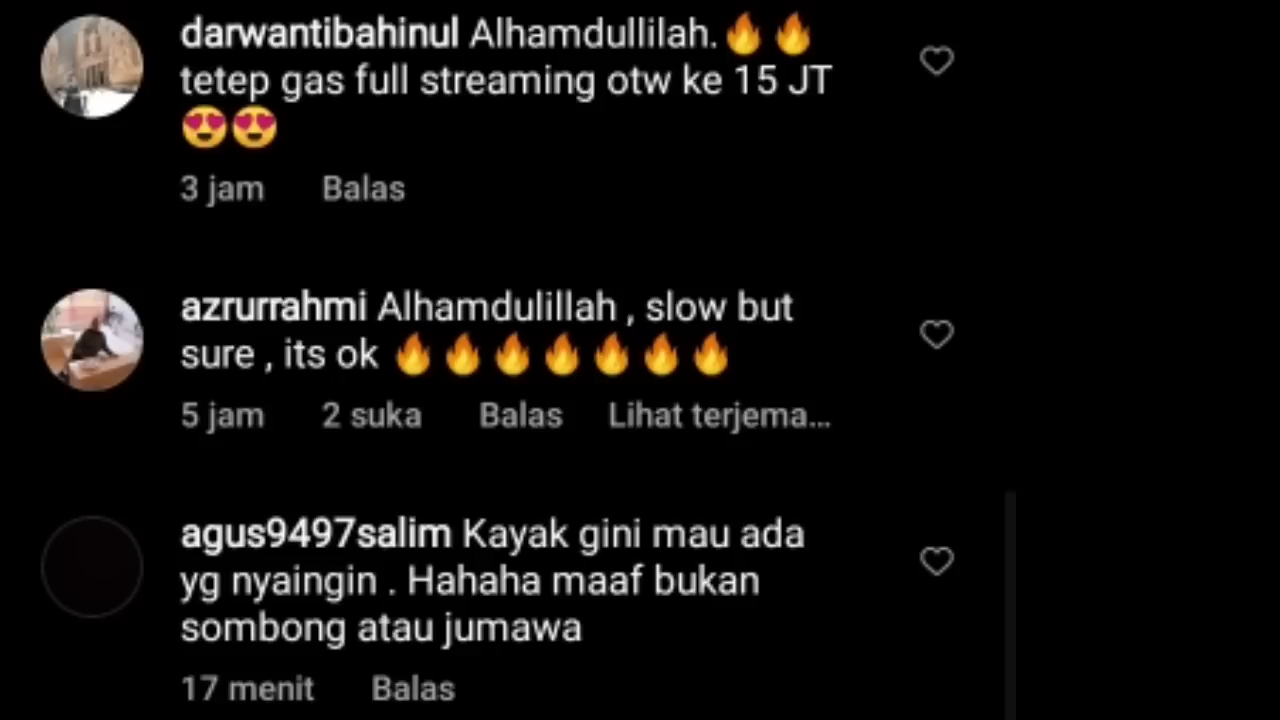 darwantibahinul Alhamdullilah.🔥🔥
tetep gas full streaming otw ke 15 JT
😍😍
3 jam Balas
azrurrahmi Alhamdulillah , slow but
sure , its ok 🔥🔥🔥🔥🔥🔥🔥
5 jam 2 suka Balas Lihat terjema...
agus9497salim Kayak gini mau ada
yg nyaingin . Hahaha maaf bukan
sombong atau jumawa
17 menit Balas